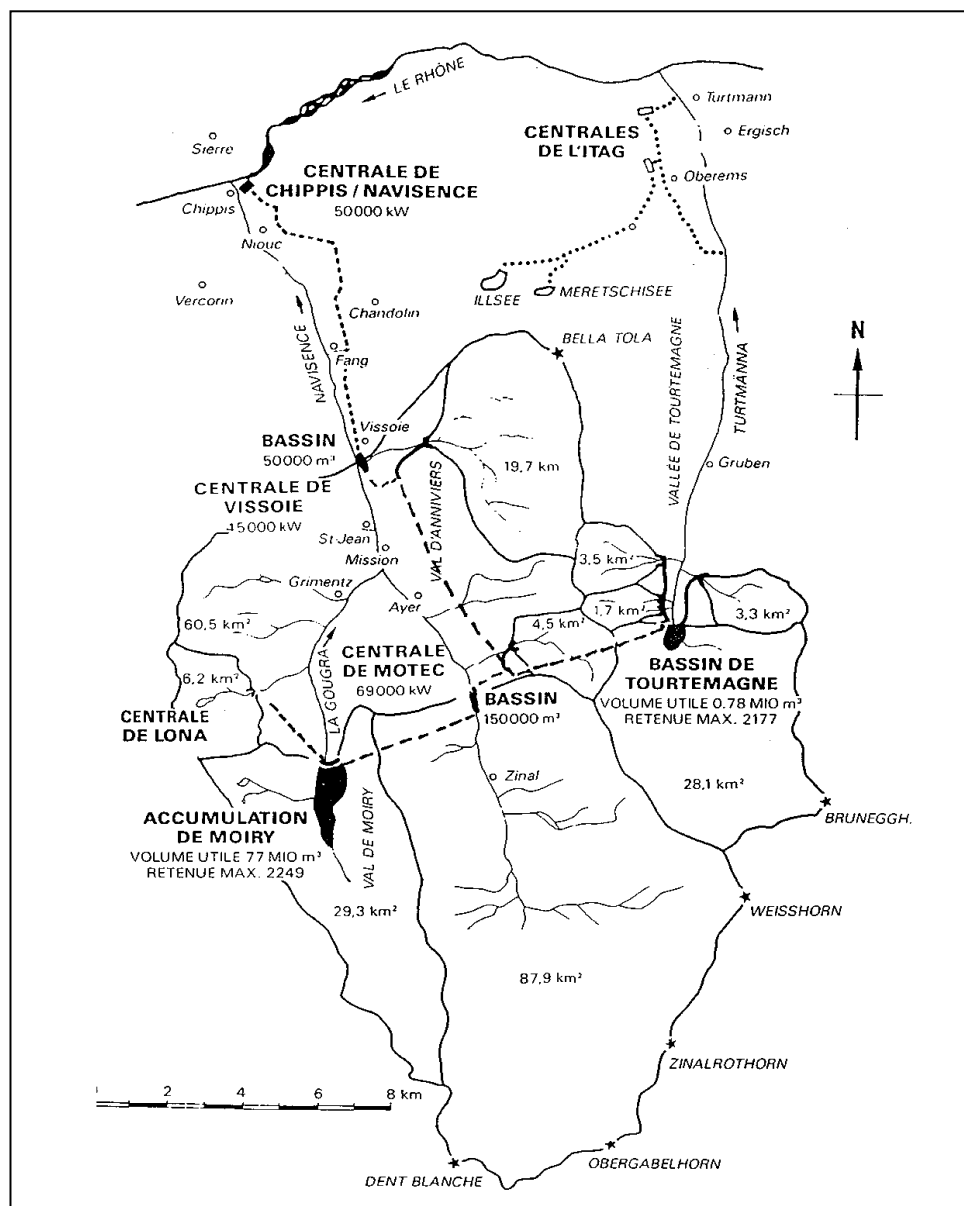 LE RHÔNE
Turtmann
Ergisch
Sierre
CENTRALES
DE L'ITAG
Oberems
CENTRALE DE
CHIPPIS / NAVISENCE
50000 kW
Chippis
Niouc
Vercorin
Chandolin
ILLSEE
MERETSCHISEE
N
BELLA TOLA
NAVISENCE
Fang
VALLÉE DE TOURTEMAGNE
TURTMÄNNA
Vissoie
BASSIN
50000 m³
19,7 km
Gruben
CENTRALE DE
VISSOIE
45000 kW
VAL D'ANNIVIERS
St-Jean
Mission
3,5 km²
Grimentz
Ayer
1,7 km²
3,3 km²
60,5 km²
4,5 km²
CENTRALE
DE MOTEC
69000 kW
LA GOUGRA
BASSIN DE
TOURTEMAGNE
VOLUME UTILE 0.78 MIO m³
RETENUE MAX. 2177
6,2 km²
BASSIN
150000 m³
CENTRALE
DE LONA
Zinal
28,1 km²
BRUNEGGH.
ACCUMULATION
DE MOIRY
VOLUME UTILE 77 MIO m³
RETENUE MAX. 2249
VAL DE MOIRY
29,3 km²
WEISSHORN
87,9 km²
ZINALROTHORN
2 4 6 8 km
OBERGABELHORN
DENT BLANCHE